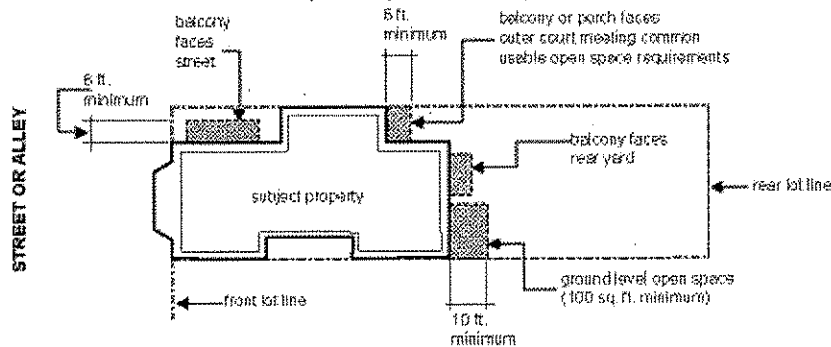 balcony
faces
street
6 ft.
minimum
balcony or porch faces
outer court meeting common
usable open space requirements
6 ft.
minimum
STREET OR ALLEY
balcony faces
rear yard
subject property
rear lot line
front lot line
ground level open space
(100 sq. ft. minimum)
10 ft.
minimum